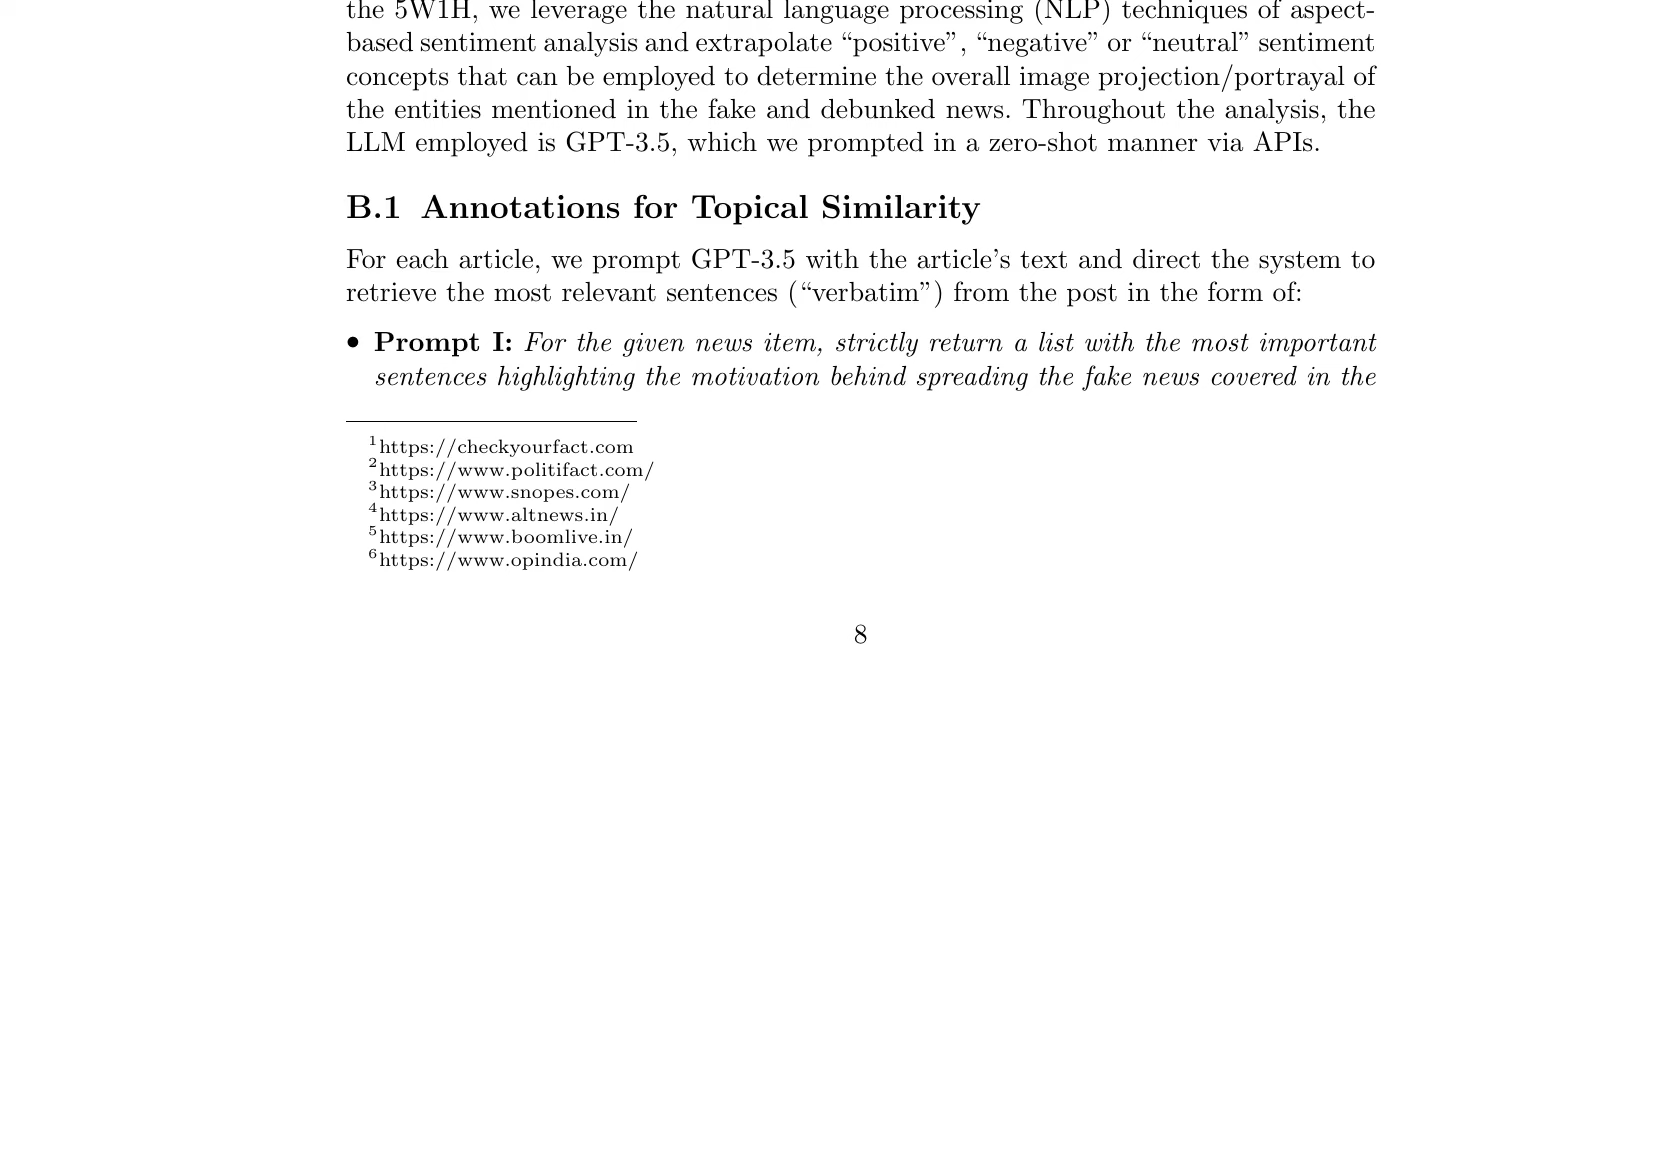 the 5W1H, we leverage the natural language processing (NLP) techniques of aspect-
based sentiment analysis and extrapolate “positive”, “negative” or “neutral” sentiment
concepts that can be employed to determine the overall image projection/portrayal of
the entities mentioned in the fake and debunked news. Throughout the analysis, the
LLM employed is GPT-3.5, which we prompted in a zero-shot manner via APIs.
B.1 Annotations for Topical Similarity
For each article, we prompt GPT-3.5 with the article’s text and direct the system to
retrieve the most relevant sentences (“verbatim”) from the post in the form of:
• Prompt I: For the given news item, strictly return a list with the most important
sentences highlighting the motivation behind spreading the fake news covered in the
1https://checkyourfact.com
2https://www.politifact.com/
3https://www.snopes.com/
4https://www.altnews.in/
5https://www.boomlive.in/
6https://www.opindia.com/
8